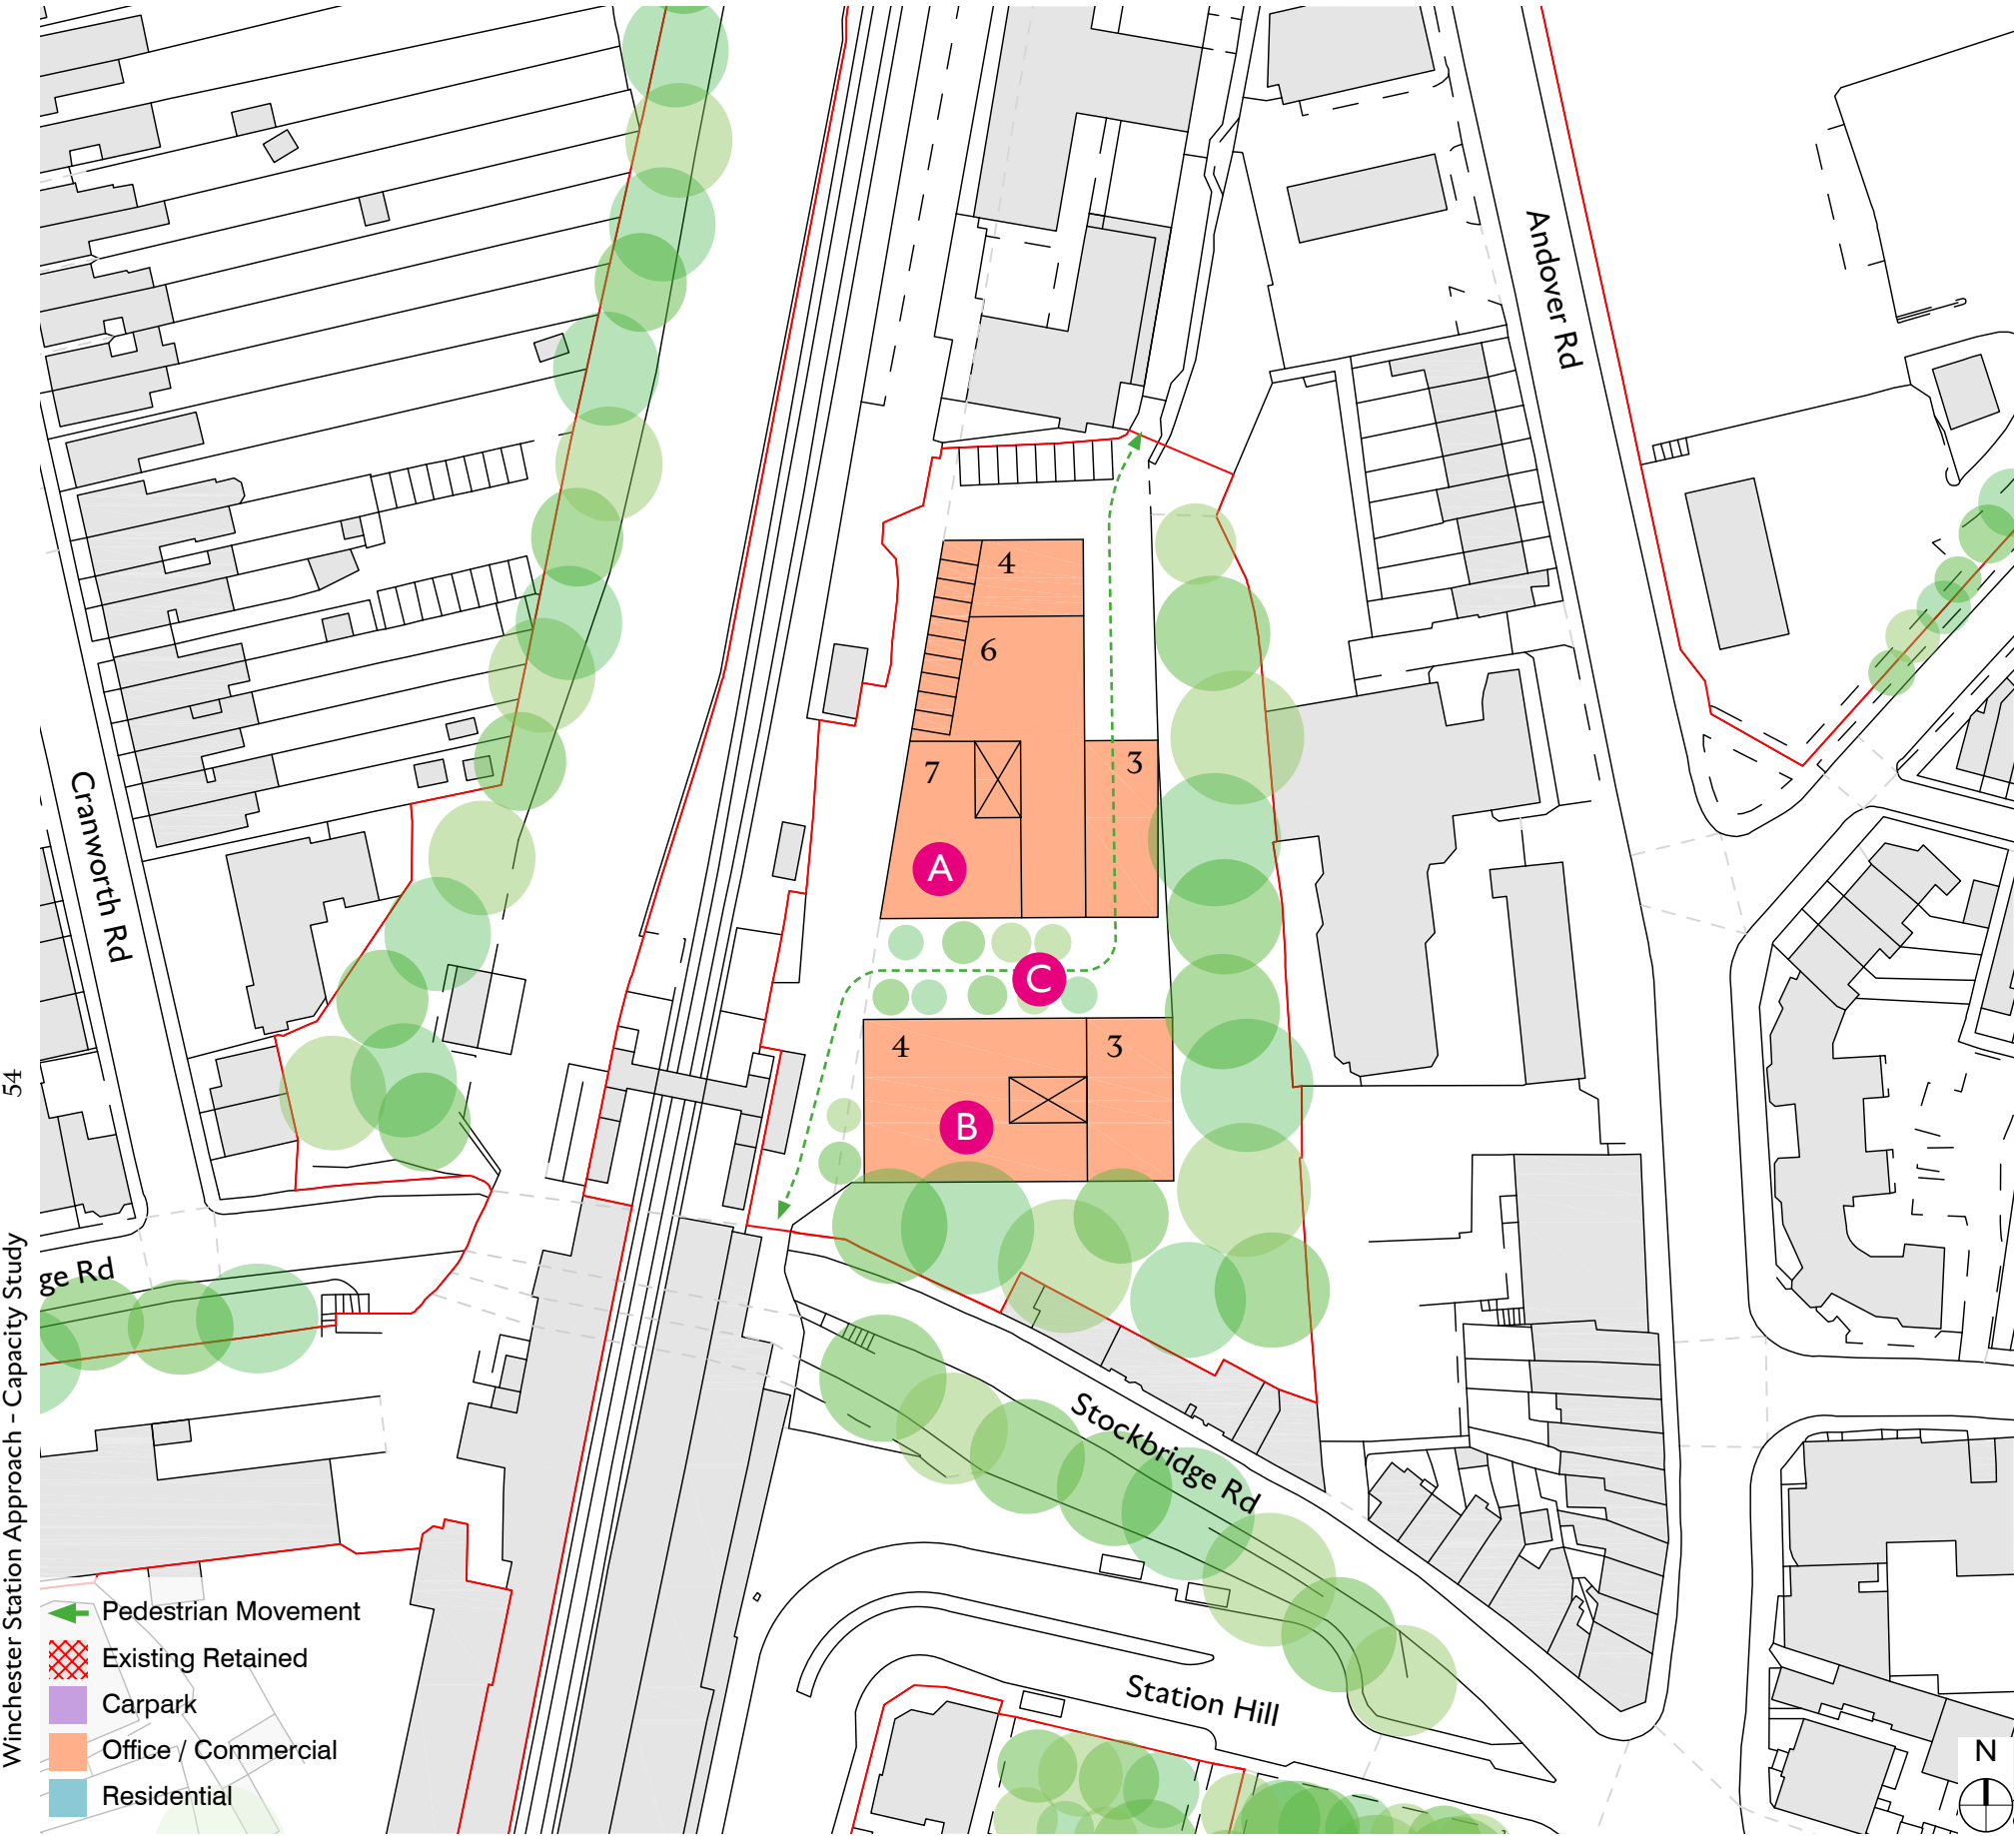 Andover Rd
4
6
7
3
A
Cranworth Rd
C
4
3
B
54
Winchester Station Approach - Capacity Study
ge Rd
Stockbridge Rd
Station Hill
Pedestrian Movement
Existing Retained
Carpark
Office / Commercial
Residential
N